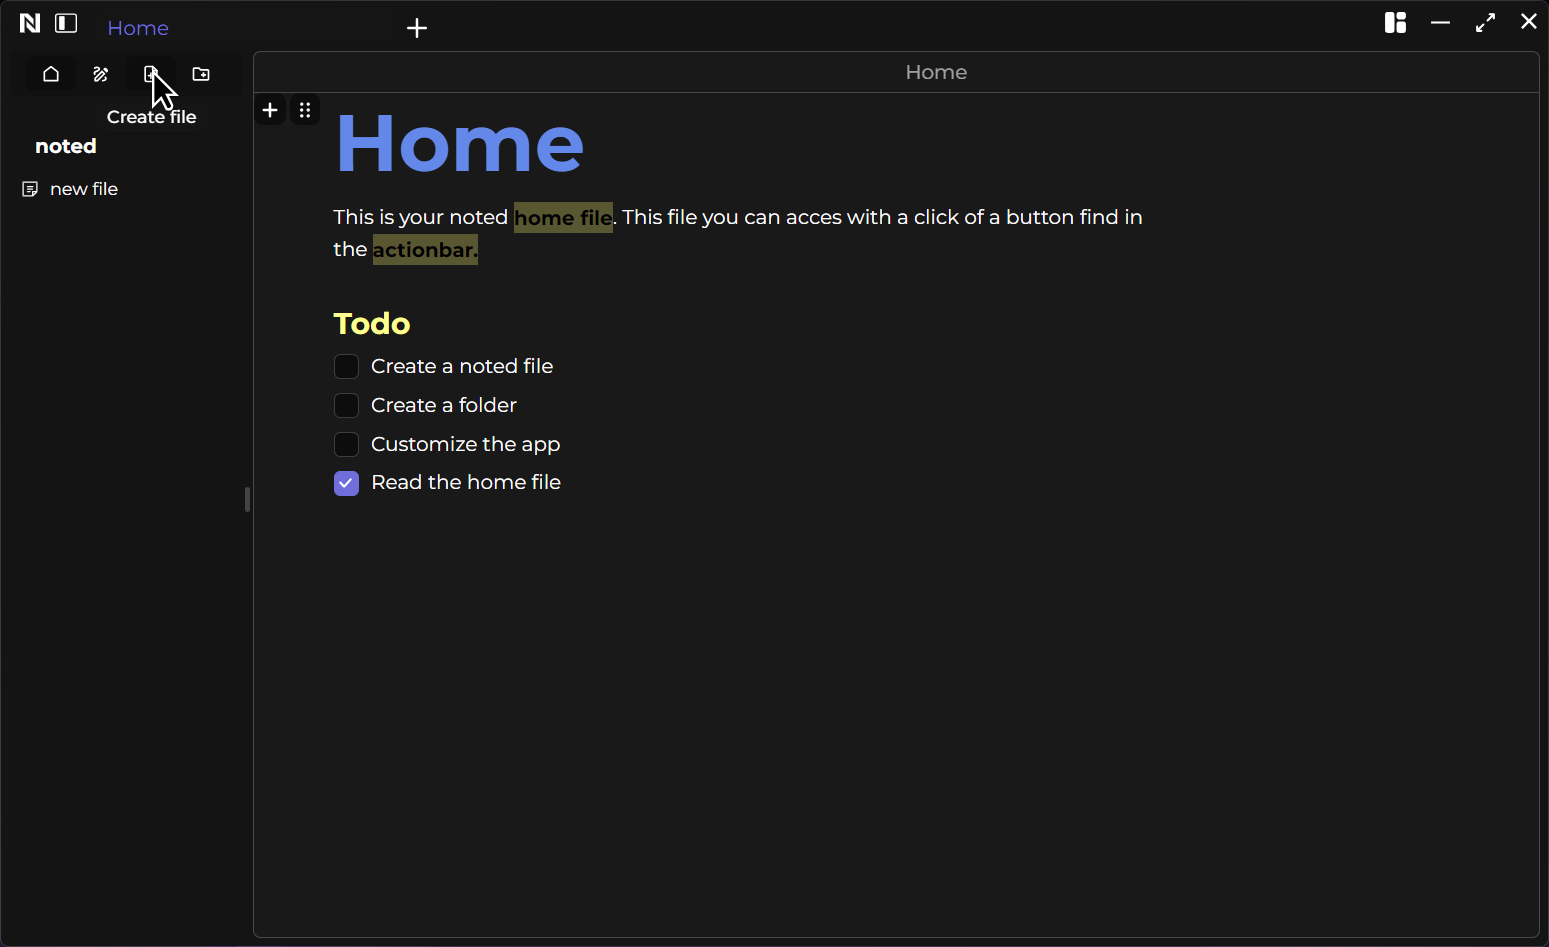 Home
Home
Create file
noted
new file
Home
This is your noted home file. This file you can acces with a click of a button find in
the actionbar.
Todo
Create a noted file
Create a folder
Customize the app
Read the home file